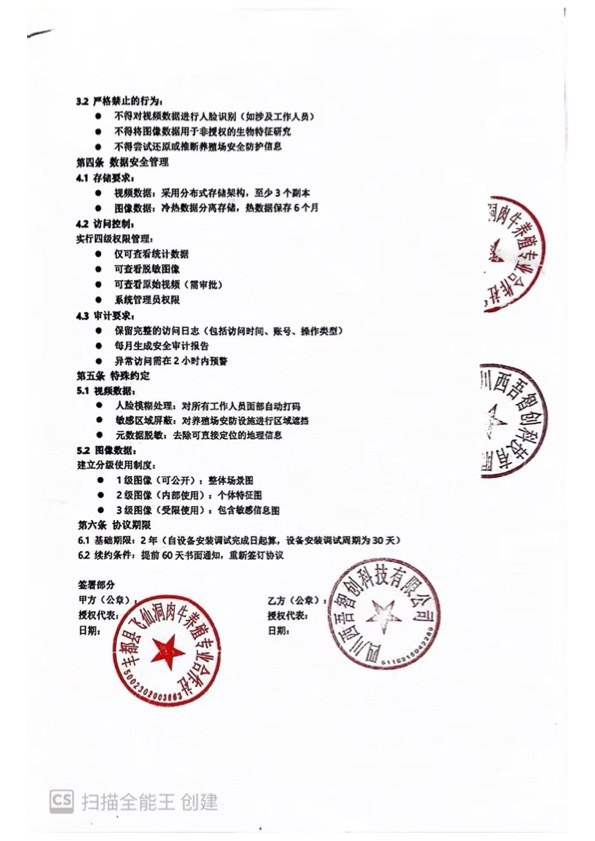 3.2 严格禁止的行为：
● 不得对视频数据进行人脸识别（如涉及工作人员）
● 不得将图像数据用于非授权的生物特征研究
● 不得尝试还原或推断养殖场安全防护信息
第四条 数据安全管理
4.1 存储要求：
● 视频数据：采用分布式存储架构，至少 3 个副本
● 图像数据：冷热数据分离存储，热数据保存 6 个月
4.2 访问控制：
实行四级权限管理：
● 仅可查看统计数据
● 可查看脱敏图像
● 可查看原始视频（需审批）
● 系统管理员权限
4.3 审计要求：
● 保留完整的访问日志（包括访问时间、账号、操作类型）
● 每月生成安全审计报告
● 异常访问需在 2 小时内预警
第五条 特殊约定
5.1 视频数据：
● 人脸模糊处理：对所有工作人员面部自动打码
● 敏感区域屏蔽：对养殖场安防设施进行区域遮挡
● 元数据脱敏：去除可直接定位的地理信息
5.2 图像数据：
建立分级使用制度：
● 1 级图像（可公开）：整体场景图
● 2 级图像（内部使用）：个体特征图
● 3 级图像（受限使用）：包含敏感信息图
第六条 协议期限
6.1 基础期限：2 年（自设备安装调试完成日起算，设备安装调试周期为 30 天）
6.2 续约条件：提前 60 天书面通知，重新签订协议
签署部分
甲方（公章）：
授权代表：
日期：
丰都县飞仙洞肉牛养殖专业合作社
5002302003663
乙方（公章）：
授权代表：
日期：
四川西吾智创科技有限公司
洞肉牛养殖专业合作社
川西吾智创科技有限
CS 扫描全能王 创建